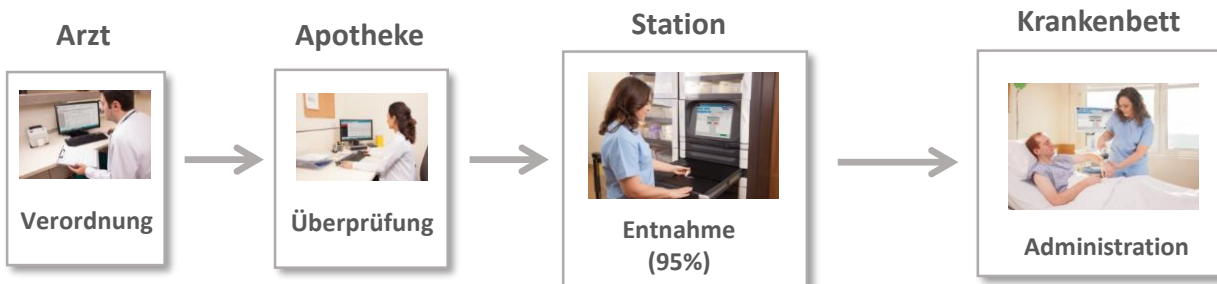 Arzt
Verordnung
Apotheke
Überprüfung
Station
Entnahme
(95%)
Krankenbett
Administration